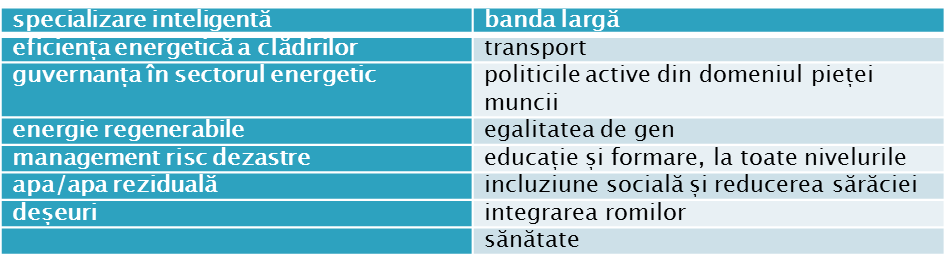 specializare inteligentă
banda largă
eficiența energetică a clădirilor
transport
guvernanța în sectorul energetic
politicile active din domeniul pieței
muncii
energie regenerabile
egalitatea de gen
management risc dezastre
educație și formare, la toate nivelurile
apa/apa reziduală
incluziune socială și reducerea sărăciei
deșeuri
integrarea romilor
sănătate